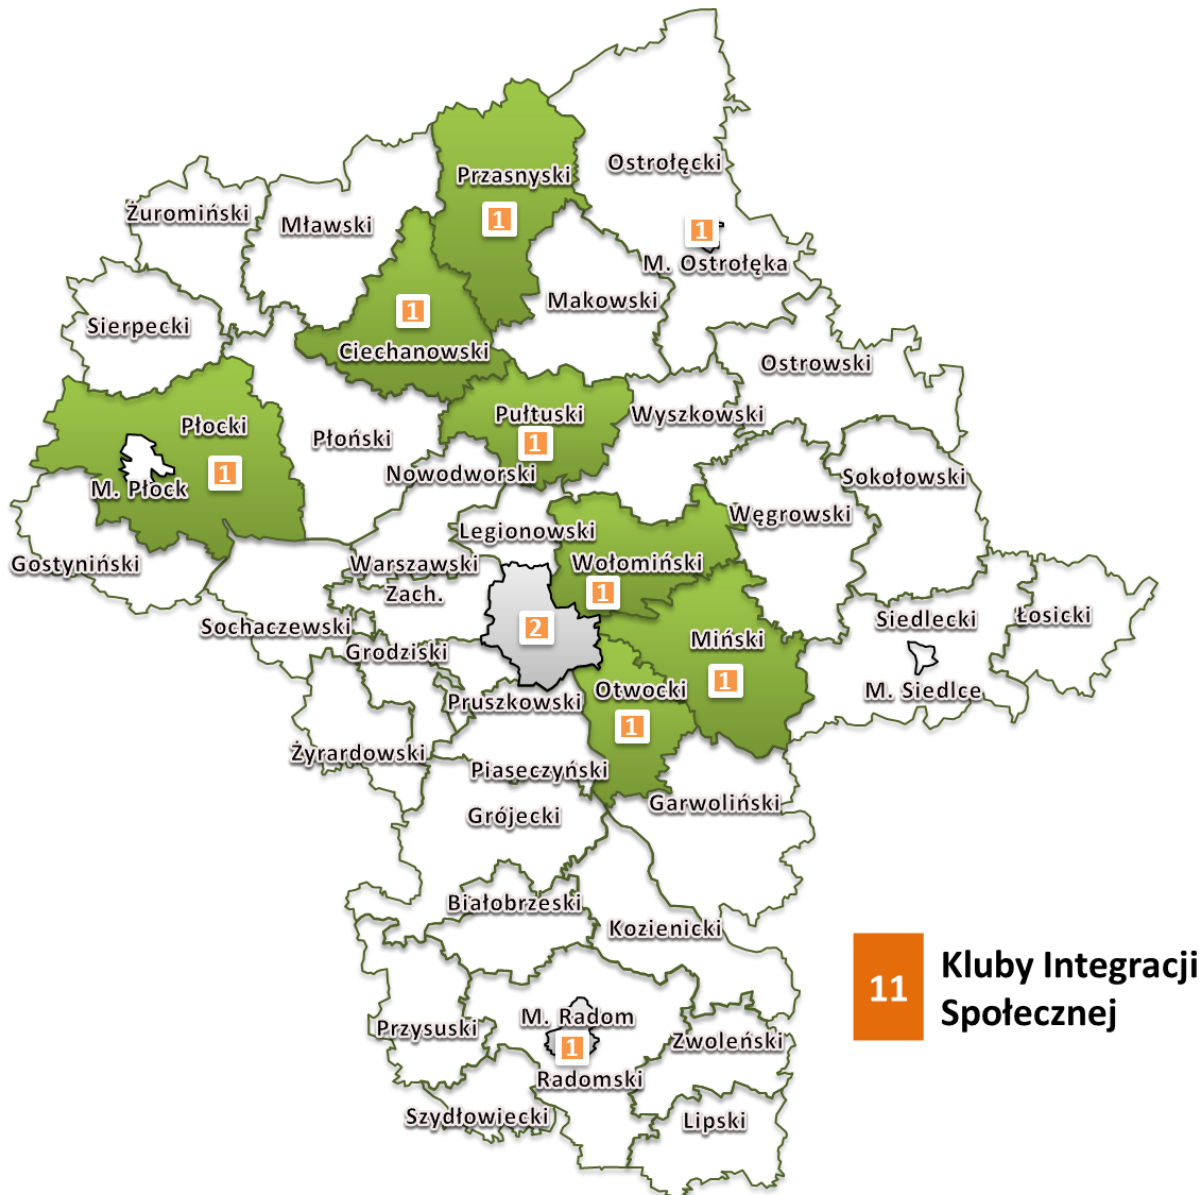 Ostrołęcki
Przasnyski
1
Żuromiński
Mławski
1
M. Ostrołęka
Makowski
1
Sierpecki
Ciechanowski
Ostrowski
Płocki
Pułtuski
Wyszkowski
Płoński
1
1
Nowodworski
Sokołowski
M. Płock
Węgrowski
Legionowski
Gostyniński
Warszawski
Zach.
Wołomiński
1
Sochaczewski
2
Miński
Siedlecki
Łosicki
Grodziski
1
Otwocki
M. Siedlce
Pruszkowski
1
Żyrardowski
Piaseczyński
Garwoliński
Grójecki
Białobrzeski
Kozienicki
11
Kluby Integracji
Społecznej
M. Radom
Przysuski
1
Zwoleński
Radomski
Szydłowiecki
Lipski